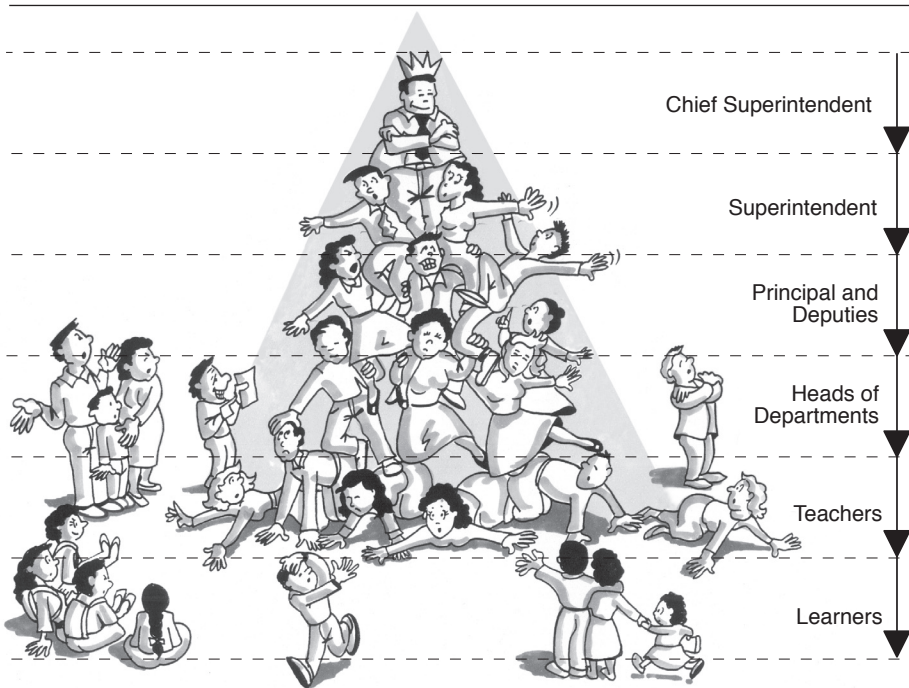 Chief Superintendent
Superintendent
Principal and
Deputies
Heads of
Departments
Teachers
Learners